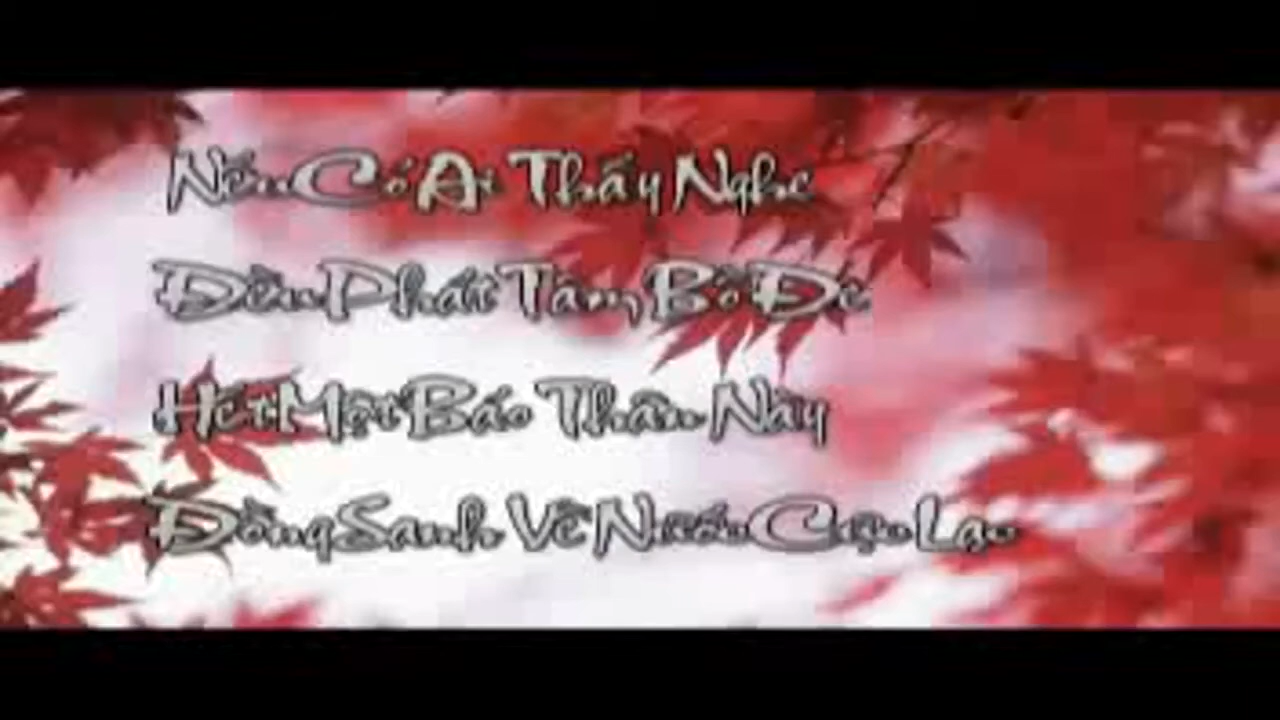 Nếu Có Ai Thấy Nghe
Đều Phát Tâm Bồ Đề
Hết Một Báo Thân Này
Đồng Sanh Về Nước Cực Lạc